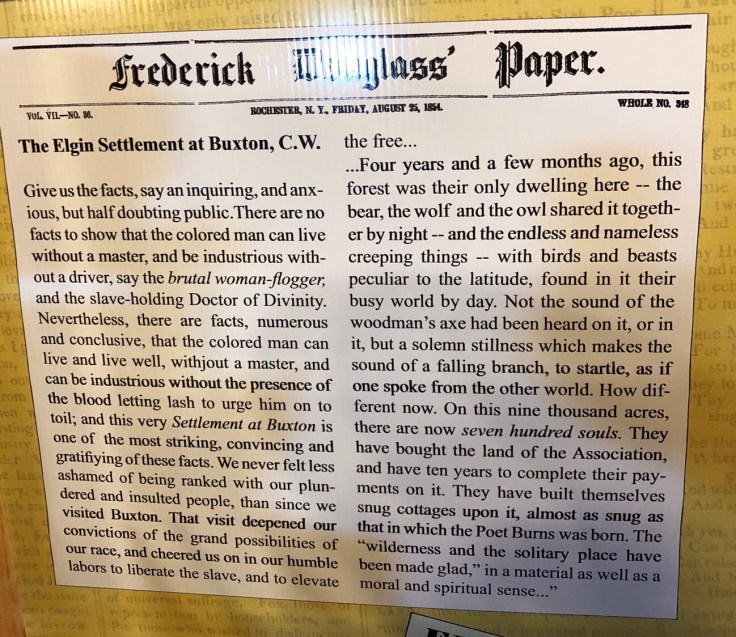 Frederick Douglass' Paper.
VOL. VII.—NO. 36.
ROCHESTER, N. Y., FRIDAY, AUGUST 25, 1854.
WHOLE NO. 348
The Elgin Settlement at Buxton, C.W.
Give us the facts, say an inquiring, and anx-
ious, but half doubting public.There are no
facts to show that the colored man can live
without a master, and be industrious with-
out a driver, say the brutal woman-flogger,
and the slave-holding Doctor of Divinity.
Nevertheless, there are facts, numerous
and conclusive, that the colored man can
live and live well, withjout a master, and
can be industrious without the presence of
the blood letting lash to urge him on to
toil; and this very Settlement at Buxton is
one of the most striking, convincing and
gratifiying of these facts. We never felt less
ashamed of being ranked with our plun-
dered and insulted people, than since we
visited Buxton. That visit deepened our
convictions of the grand possibilities of
our race, and cheered us on in our humble
labors to liberate the slave, and to elevate
the free...
...Four years and a few months ago, this
forest was their only dwelling here -- the
bear, the wolf and the owl shared it togeth-
er by night -- and the endless and nameless
creeping things -- with birds and beasts
peculiar to the latitude, found in it their
busy world by day. Not the sound of the
woodman's axe had been heard on it, or in
it, but a solemn stillness which makes the
sound of a falling branch, to startle, as if
one spoke from the other world. How dif-
ferent now. On this nine thousand acres,
there are now seven hundred souls. They
have bought the land of the Association,
and have ten years to complete their pay-
ments on it. They have built themselves
snug cottages upon it, almost as snug as
that in which the Poet Burns was born. The
“wilderness and the solitary place have
been made glad,” in a material as well as a
moral and spiritual sense...”